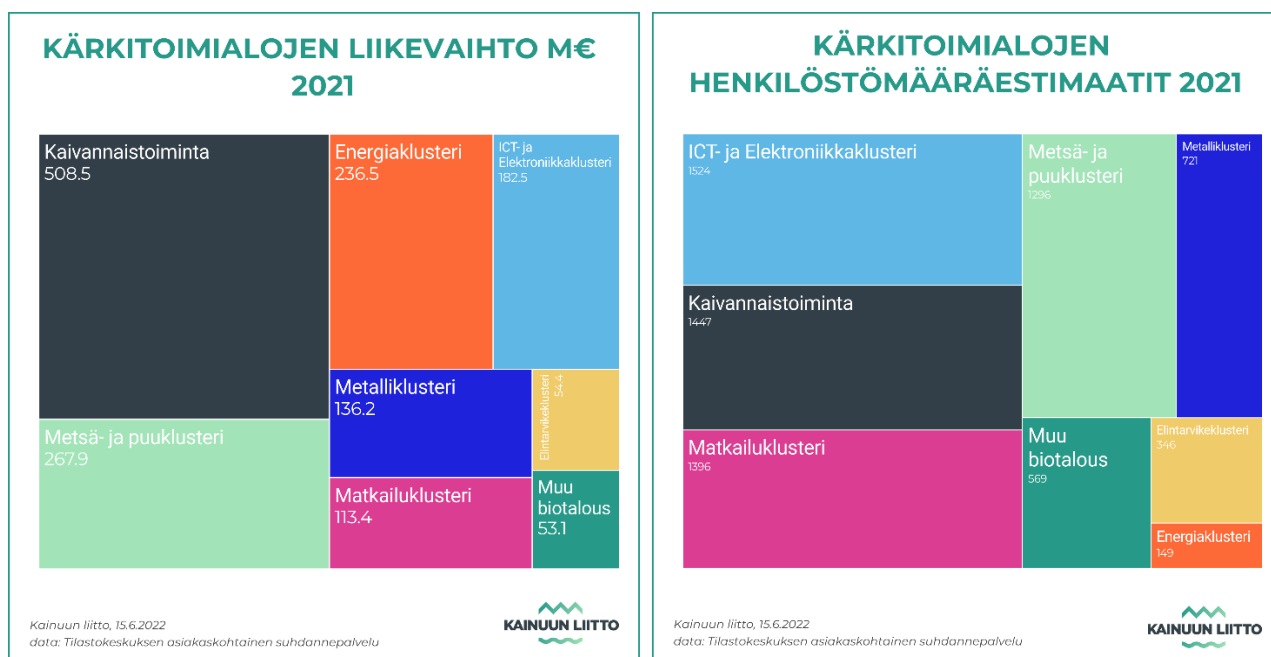 KÄRKITOIMIALOJEN LIIKEVAIHTO M€
2021
Kaivannaistoiminta
508.5
Energiaklusteri
236.5
ICT- ja
Elektroniikkaklusteri
182.5
Metalliklusteri
136.2
Elintarvikeklusteri
54.4
Metsä- ja puuklusteri
267.9
Matkailuklusteri
113.4
Muu
biotalous
53.1
Kainuun liitto, 15.6.2022
data: Tilastokeskuksen asiakaskohtainen suhdannepalvelu
KAINUUN LIITTO
KÄRKITOIMIALOJEN
HENKILÖSTÖMÄÄRÄESTIMAATIT 2021
ICT- ja Elektroniikkaklusteri
1524
Metsä- ja
puuklusteri
1296
Metalliklusteri
721
Kaivannaistoiminta
1447
Matkailuklusteri
1396
Muu
biotalous
569
Elintarvikeklusteri
346
Energiaklusteri
149
Kainuun liitto, 15.6.2022
data: Tilastokeskuksen asiakaskohtainen suhdannepalvelu
KAINUUN LIITTO